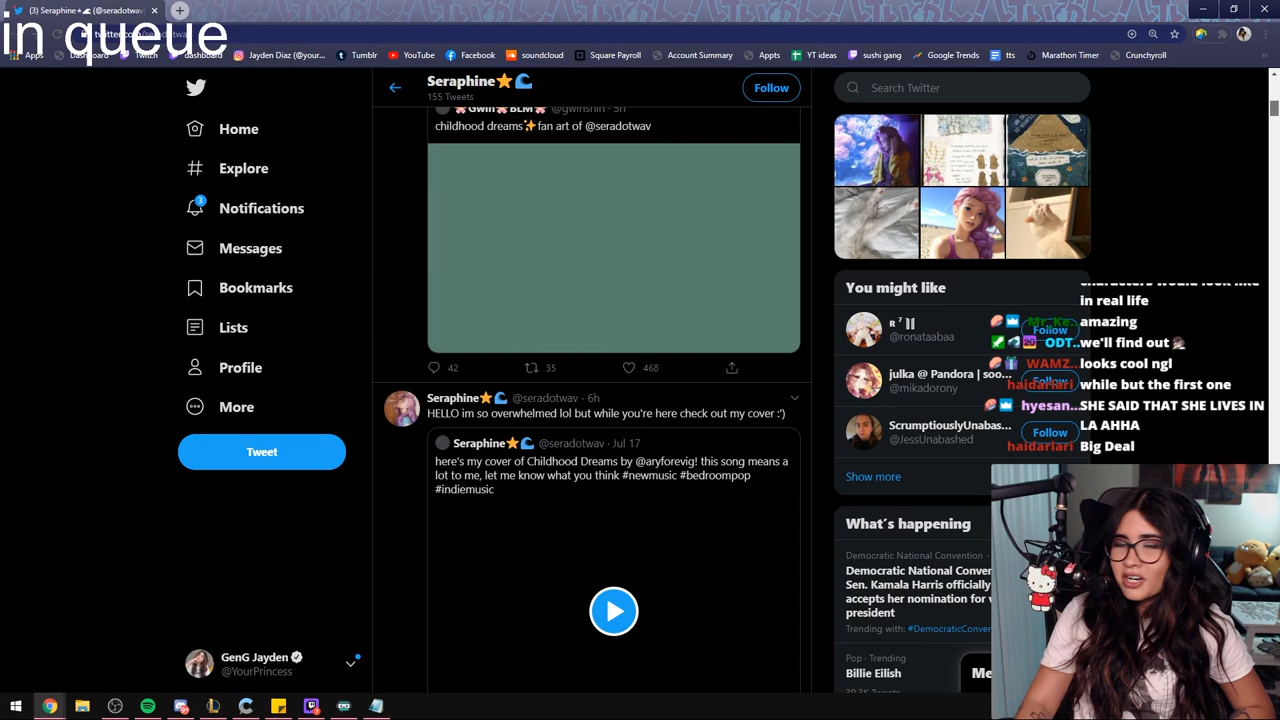 (3) Seraphine⭐🌊 (@seradotwav)
in queue
twitter.com/seradotwav
Apps
Dashboard
Twitch
dashboard
Jayden Diaz (@your...
Tumblr
YouTube
Facebook
soundcloud
Square Payroll
Account Summary
Appts
YT ideas
sushi gang
Google Trends
tts
Marathon Timer
Crunchyroll
Home
Explore
3
Notifications
Messages
Bookmarks
Lists
Profile
More
Tweet
GenG Jayden
@YourPrincess
Seraphine⭐🌊
155 Tweets
Follow
Gwin🌸BLM🌸 @gwinshin · 5h
childhood dreams✨fan art of @seradotwav
42
35
468
Seraphine⭐🌊 @seradotwav · 6h
HELLO im so overwhelmed lol but while you're here check out my cover :')
Seraphine⭐🌊 @seradotwav · Jul 17
here's my cover of Childhood Dreams by @aryforevig! this song means a
lot to me, let me know what you think #newmusic #bedroompop
#indiemusic
Search Twitter
You might like
@ronataabaa
Follow
julka @ Pandora | soo...
@mikadorony
ScrumptiouslyUnabas...
@JessUnabashed
Follow
Show more
What's happening
Democratic National Convention ·
Democratic National Conven
Sen. Kamala Harris officially
accepts her nomination for v
president
Trending with: #DemocraticConven
Pop · Trending
Billie Eilish
Me
characters would look like
in real life
Mr. Ke... amazing
ODT... we'll find out
WAMZ... looks cool ngl
haidarlari while but the first one
hyesan... SHE SAID THAT SHE LIVES IN
LA AHHA
haidarlari Big Deal